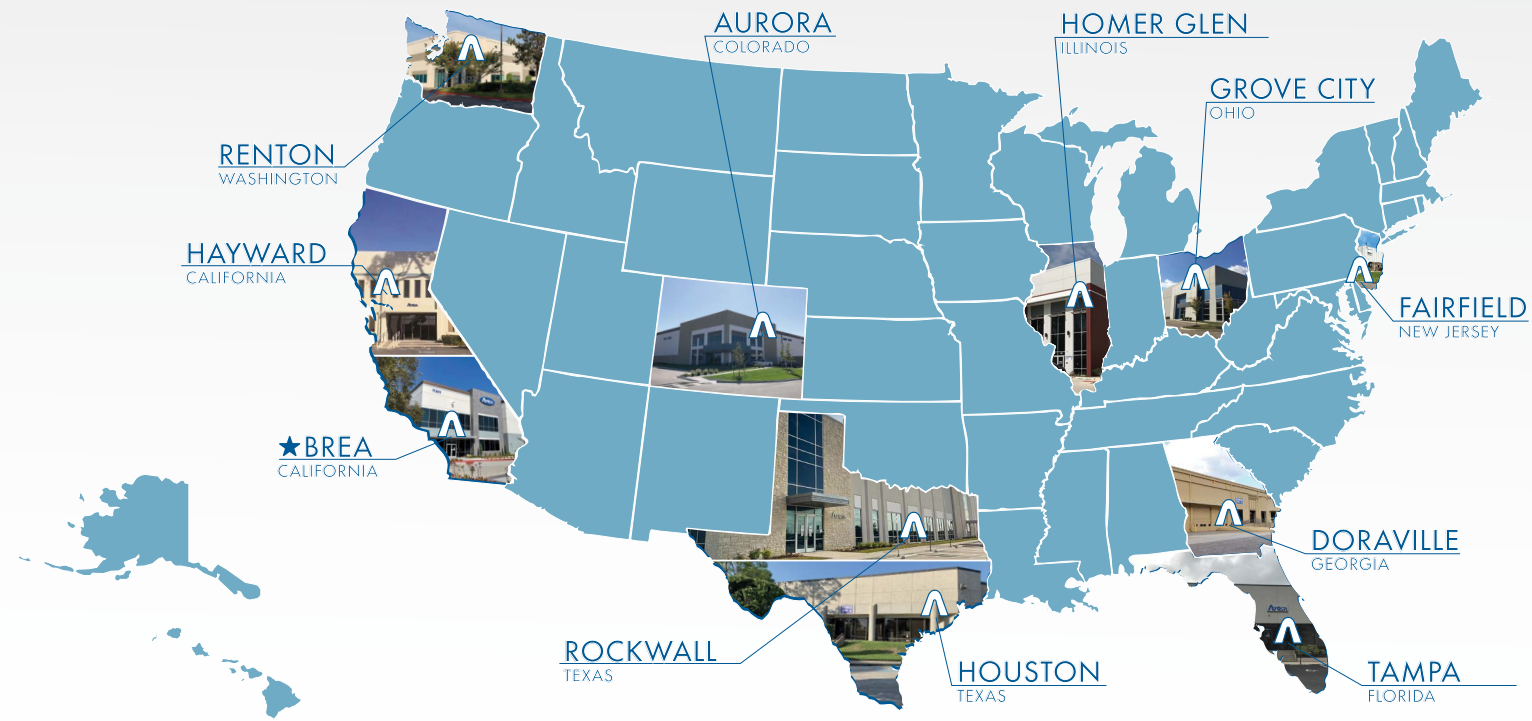 AURORA
COLORADO
HOMER GLEN
ILLINOIS
GROVE CITY
OHIO
RENTON
WASHINGTON
HAYWARD
CALIFORNIA
FAIRFIELD
NEW JERSEY
★BREA
CALIFORNIA
DORAVILLE
GEORGIA
ROCKWALL
TEXAS
HOUSTON
TEXAS
TAMPA
FLORIDA